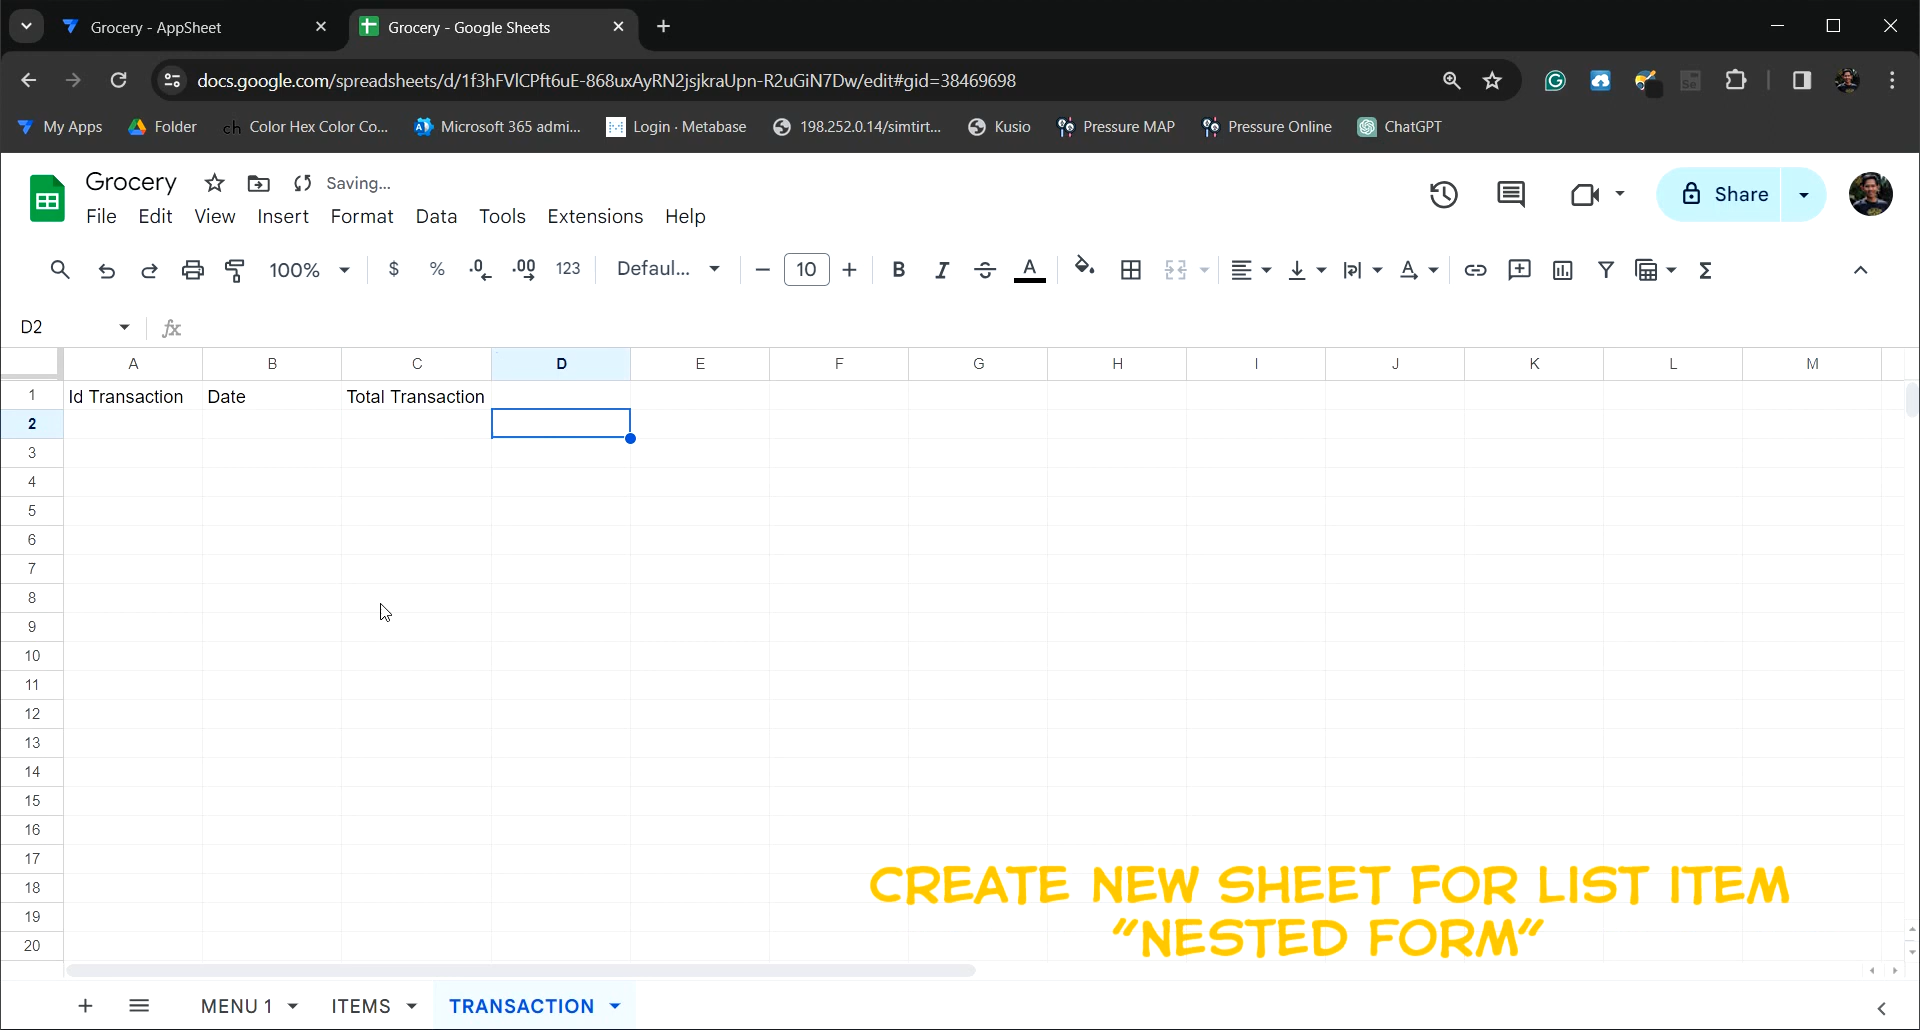 Grocery - AppSheet
Grocery - Google Sheets
docs.google.com/spreadsheets/d/1f3hFVlCPft6uE-868uxAyRN2jsjkraUpn-R2uGiN7Dw/edit#gid=38469698
My Apps
Folder
ch Color Hex Color Co...
Microsoft 365 admi...
Login · Metabase
198.252.0.14/simtirt...
Kusio
Pressure MAP
Pressure Online
ChatGPT
Grocery
Saving...
File Edit View Insert Format Data Tools Extensions Help
Share
100% $ % .0 .00 123 Defaul... 10 B I A
D2 fx
A B C D E F G H I J K L M
1 Id Transaction Date Total Transaction
2
3
4
5
6
7
8
9
10
11
12
13
14
15
16
17
18
19
20
CREATE NEW SHEET FOR LIST ITEM
"NESTED FORM"
MENU 1 ITEMS TRANSACTION